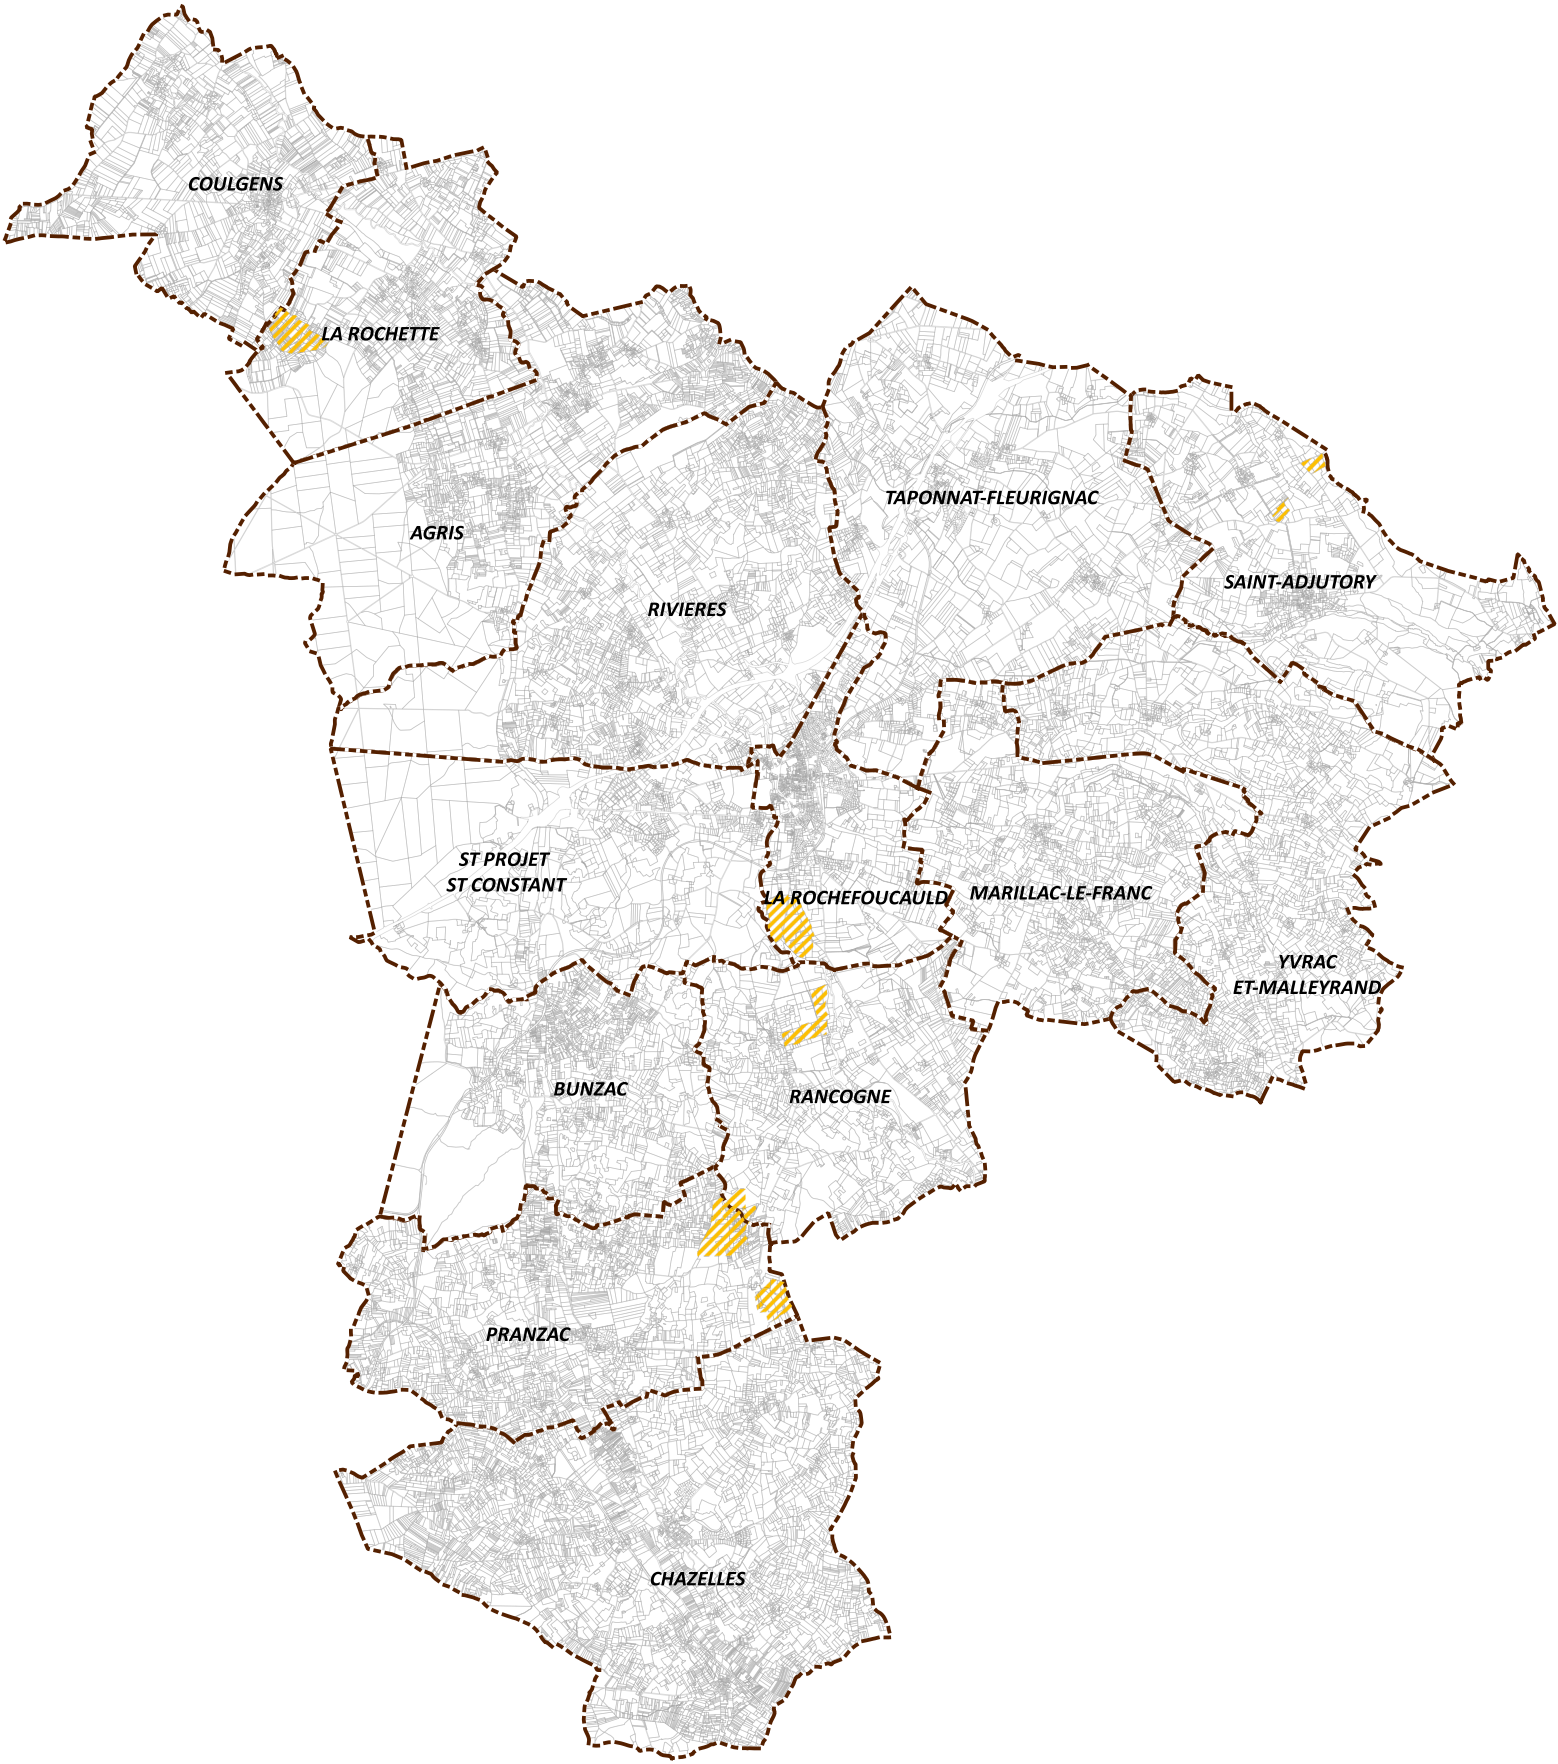 COULGENS
LA ROCHETTE
TAPONNAT-FLEURIGNAC
AGRIS
SAINT-ADJUTORY
RIVIERES
ST PROJET
ST CONSTANT
LA ROCHEFOUCAULD
MARILLAC-LE-FRANC
YVRAC
ET-MALLEYRAND
BUNZAC
RANCOGNE
PRANZAC
CHAZELLES